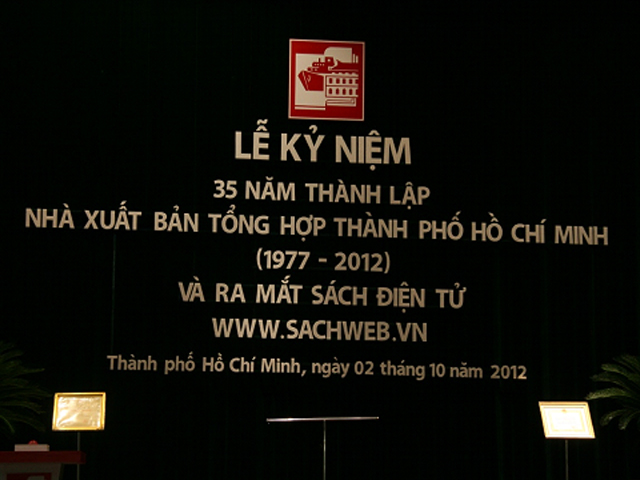 LỄ KỶ NIỆM
35 NĂM THÀNH LẬP
NHÀ XUẤT BẢN TỔNG HỢP THÀNH PHỐ HỒ CHÍ MINH
(1977 - 2012)
VÀ RA MẮT SÁCH ĐIỆN TỬ
WWW.SACHWEB.VN
Thành phố Hồ Chí Minh, ngày 02 tháng 10 năm 2012